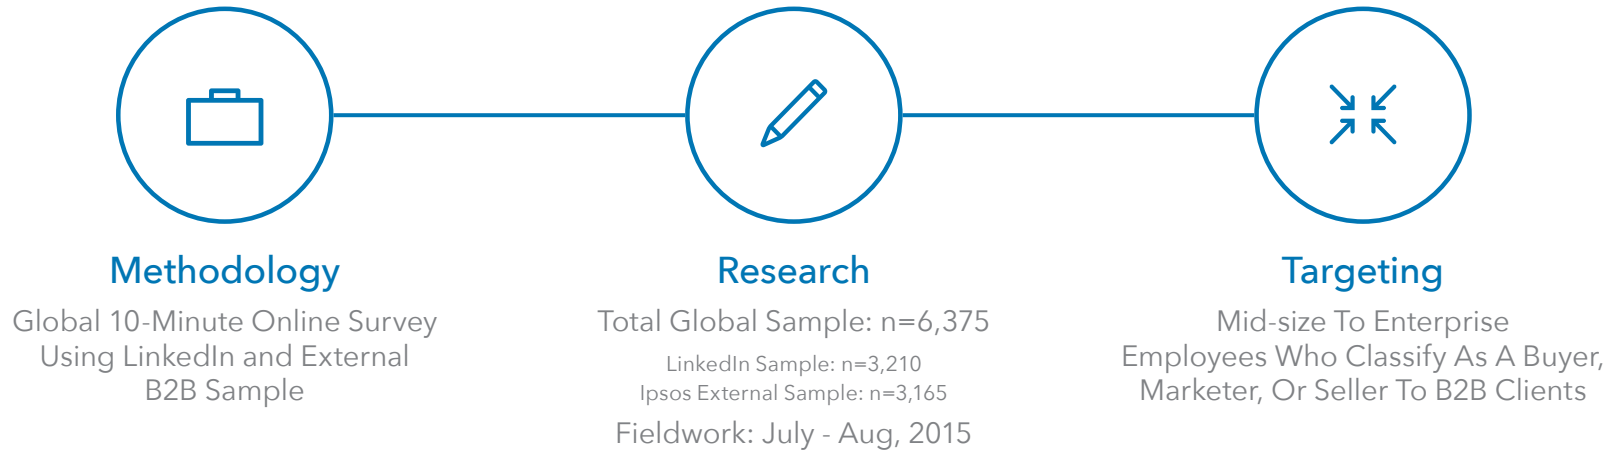 Methodology
Global 10-Minute Online Survey
Using LinkedIn and External
B2B Sample
Research
Total Global Sample: n=6,375
LinkedIn Sample: n=3,210
Ipsos External Sample: n=3,165
Fieldwork: July - Aug, 2015
Targeting
Mid-size To Enterprise
Employees Who Classify As A Buyer,
Marketer, Or Seller To B2B Clients